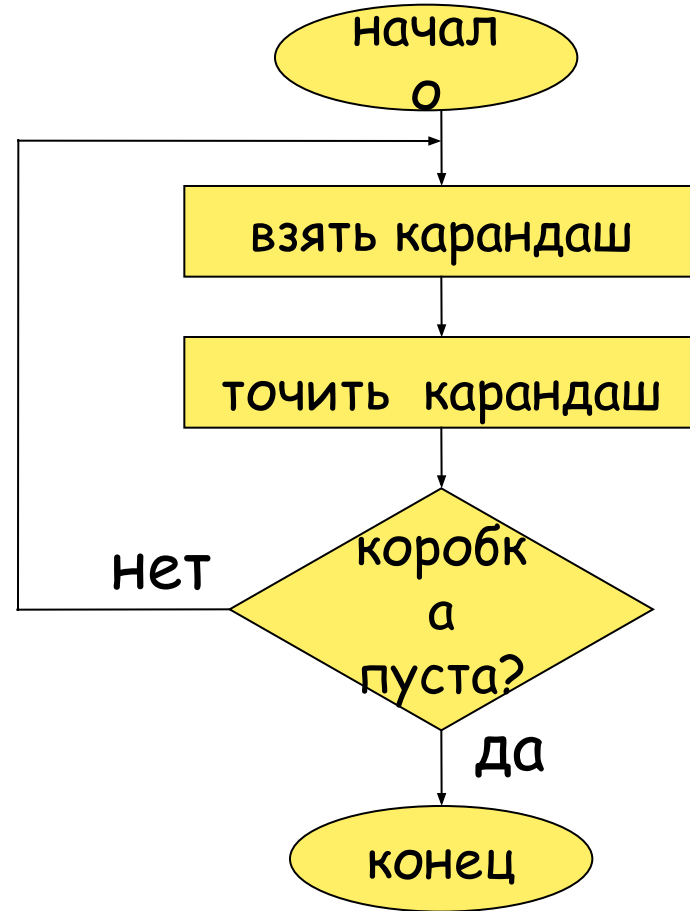 начал
о
взять карандаш
точить карандаш
коробк
а
пуста?
нет
да
конец